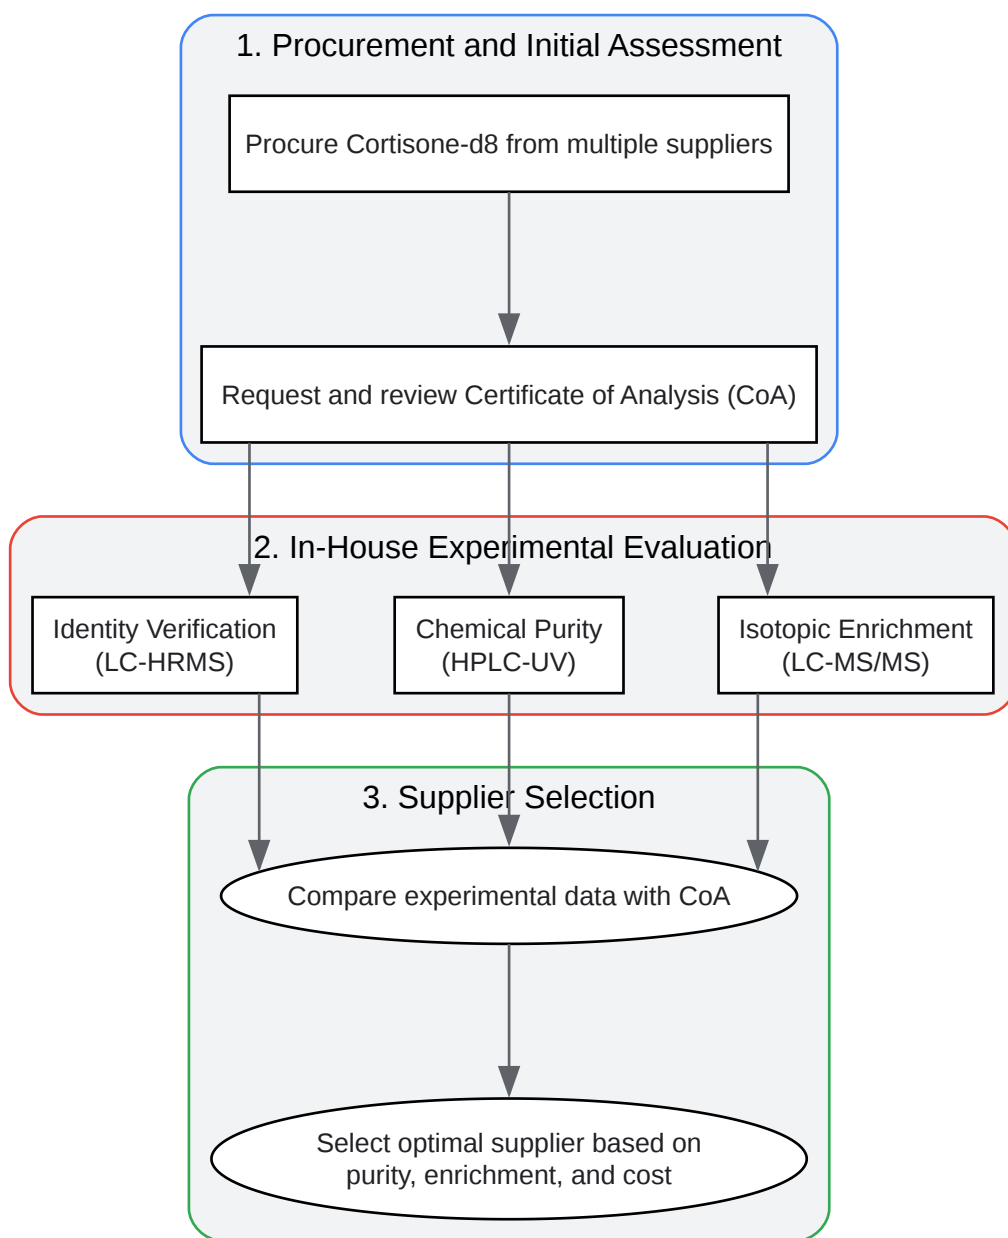 1. Procurement and Initial Assessment
Procure Cortisone-d8 from multiple suppliers
Request and review Certificate of Analysis (CoA)
2. In-House Experimental Evaluation
Identity Verification
(LC-HRMS)
Chemical Purity
(HPLC-UV)
Isotopic Enrichment
(LC-MS/MS)
3. Supplier Selection
Compare experimental data with CoA
Select optimal supplier based on
purity, enrichment, and cost